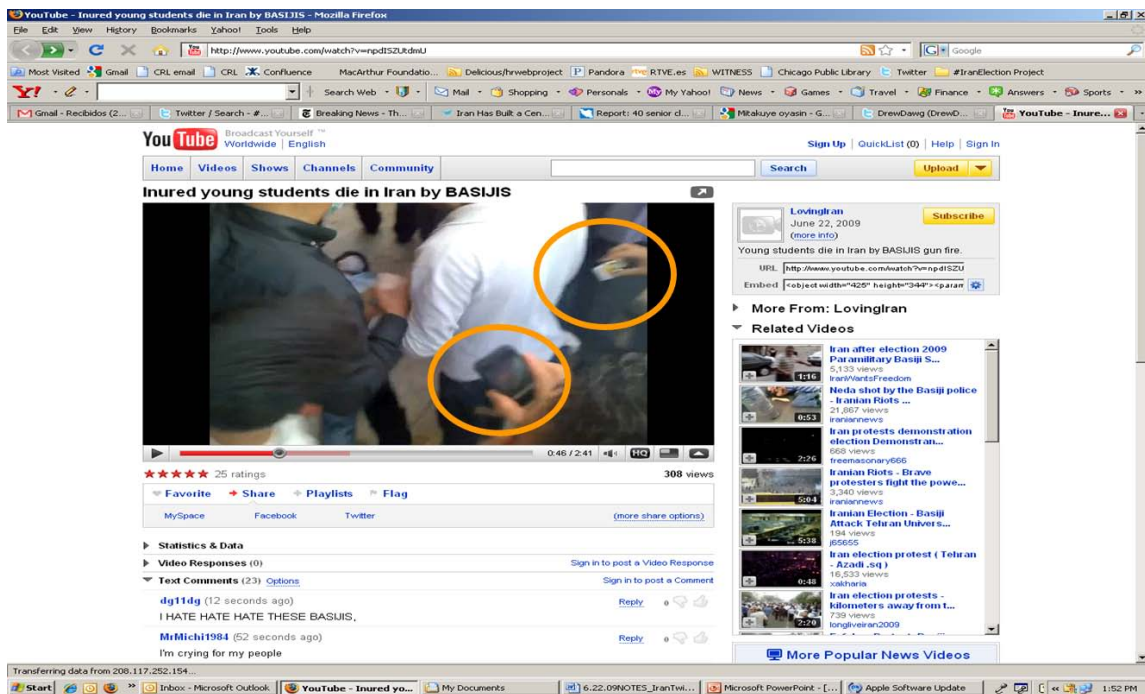 YouTube - Inured young students die in Iran by BASIJIS - Mozilla Firefox
File Edit View History Bookmarks Yahoo! Tools Help
http://www.youtube.com/watch?v=npdISZUtdmU
Google
Most Visited Gmail CRL email CRL Confluence MacArthur Foundatio... Delicious/hrwebproject Pandora RTVE.es WITNESS Chicago Public Library Twitter #IranElection Project
Search Web Mail Shopping Personals My Yahoo! News Games Travel Finance Answers Sports
Gmail - Recibidos (2... Twitter / Search - #... Breaking News - Th... Iran Has Built a Cen... Report: 40 senior cl... Mitakuye oyasin - G... DrewDawg (DrewD... YouTube - Inure...
You Tube Broadcast Yourself ™
Worldwide | English
Sign Up | QuickList (0) | Help | Sign In
Home Videos Shows Channels Community Search Upload
Inured young students die in Iran by BASIJIS
0:46 / 2:41 HQ
25 ratings 308 views
Favorite Share Playlists Flag
MySpace Facebook Twitter (more share options)
Statistics & Data
Video Responses (0) Sign in to post a Video Response
Text Comments (23) Options Sign in to post a Comment
dg11dg (12 seconds ago) Reply 0
I HATE HATE HATE THESE BASIJIS,
MrMichi1984 (52 seconds ago) Reply 0
I'm crying for my people
LovingIran
June 22, 2009
(more info)
Subscribe
Young students die in Iran by BASIJIS gun fire.
URL http://www.youtube.com/watch?v=npdISZU
Embed <object width="425" height="344"><param
More From: LovingIran
Related Videos
Iran after election 2009
Paramilitary Basiji S...
5,133 views
IranWantsFreedom
1:16
Neda shot by the Basiji police
- Iranian Riots ...
21,867 views
iraniannews
0:53
Iran protests demonstration
election Demonstran...
668 views
freemasonary666
2:26
Iranian Riots - Brave
protesters fight the powe...
3,340 views
iraniannews
5:04
Iranian Election - Basiji
Attack Tehran Univers...
194 views
j65655
5:38
Iran election protest ( Tehran
- Azadi .sq )
16,533 views
xakharia
0:48
Iran election protests -
kilometers away from t...
739 views
longliveiran2009
2:20
More Popular News Videos
Transferring data from 208.117.252.154...
Start Inbox - Microsoft Outlook YouTube - Inured yo... My Documents 6.22.09NOTES_IranTwi... Microsoft PowerPoint - [... Apple Software Update 1:52 PM